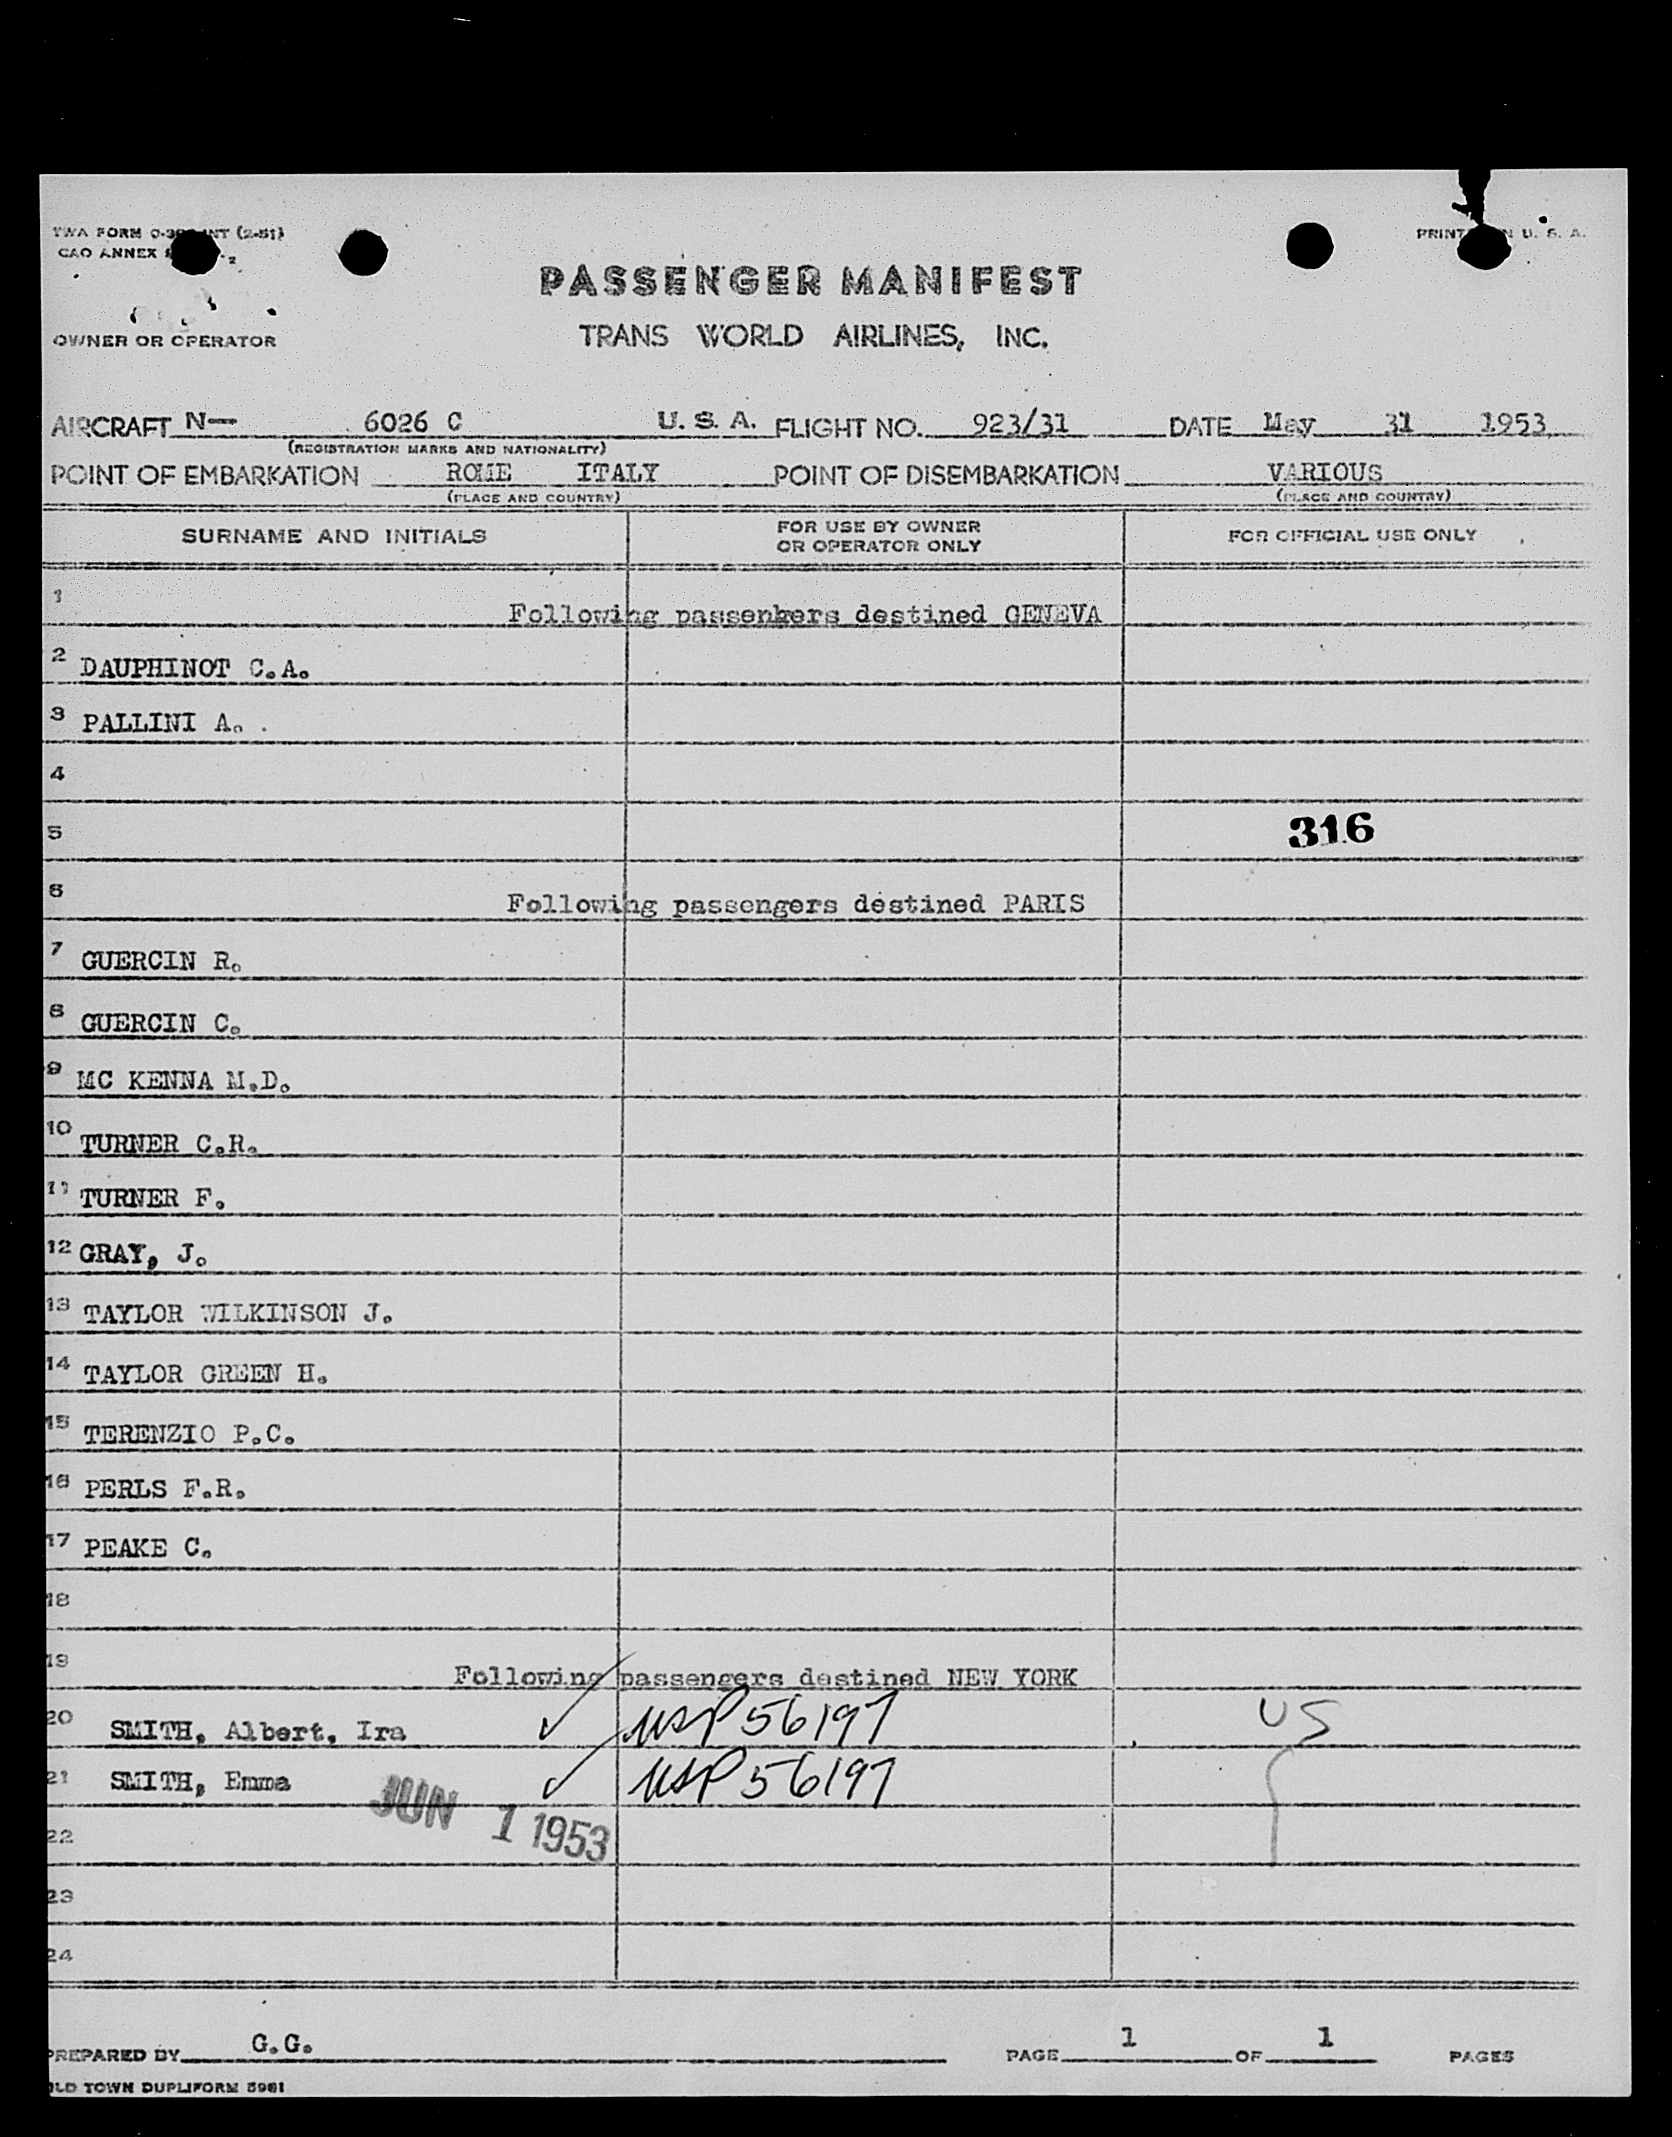 TWA FORM O- INT (2-51)
PRINT IN U. S. A.
CAO ANNEX
PASSENGER MANIFEST
OWNER OR OPERATOR
TRANS WORLD AIRLINES, INC.
AIRCRAFT N— 6026 C U. S. A. FLIGHT NO. 923/31 DATE May 31 1953
(REGISTRATION MARKS AND NATIONALITY)
POINT OF EMBARKATION ROME ITALY POINT OF DISEMBARKATION VARIOUS
(PLACE AND COUNTRY) (PLACE AND COUNTRY)
SURNAME AND INITIALS FOR USE BY OWNER OR OPERATOR ONLY FOR OFFICIAL USE ONLY
1 Following passenkers destined GENEVA
2 DAUPHINOT C.A.
3 PALLINI A.
4
5 316
6 Following passengers destined PARIS
7 GUERCIN R.
8 GUERCIN C.
9 MC KENNA M.D.
10 TURNER C.R.
11 TURNER F.
12 GRAY, J.
13 TAYLOR WILKINSON J.
14 TAYLOR GREEN H.
15 TERENZIO P.C.
16 PERLS F.R.
17 PEAKE C.
18
19 Following passengers destined NEW YORK
20 SMITH, Albert, Ira ✓ USP 56197 US
21 SMITH, Emma ✓ USP 56197
JUN 1 1953
22
23
24
PREPARED BY G.G. PAGE 1 OF 1 PAGES
OLD TOWN DUPLIFORM 5981